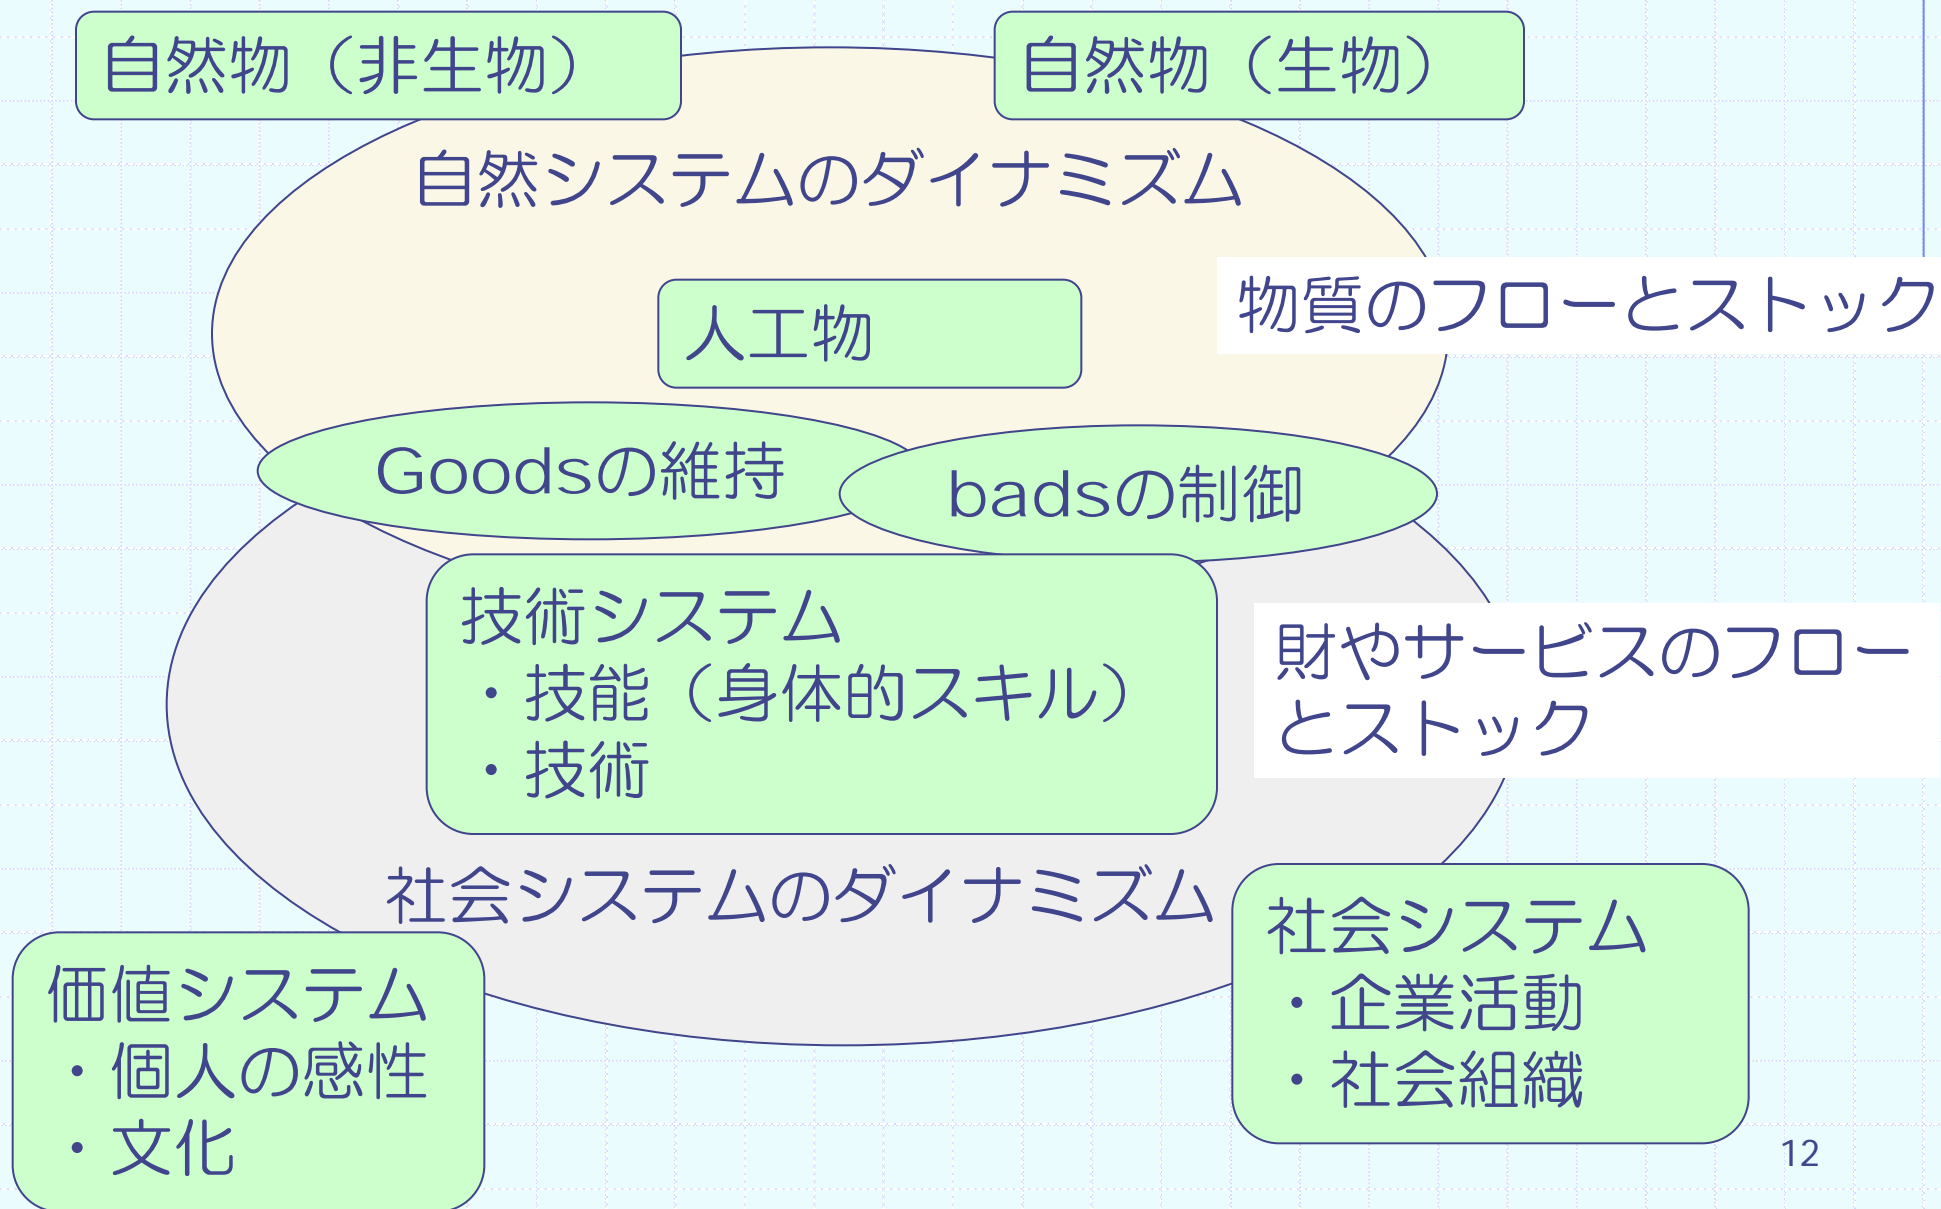 自然物（非生物）
自然物（生物）
自然システムのダイナミズム
物質のフローとストック
人工物
Goodsの維持
badsの制御
技術システム
・技能（身体的スキル）
・技術
財やサービスのフロー
とストック
社会システムのダイナミズム
社会システム
・企業活動
・社会組織
価値システム
・個人の感性
・文化
12